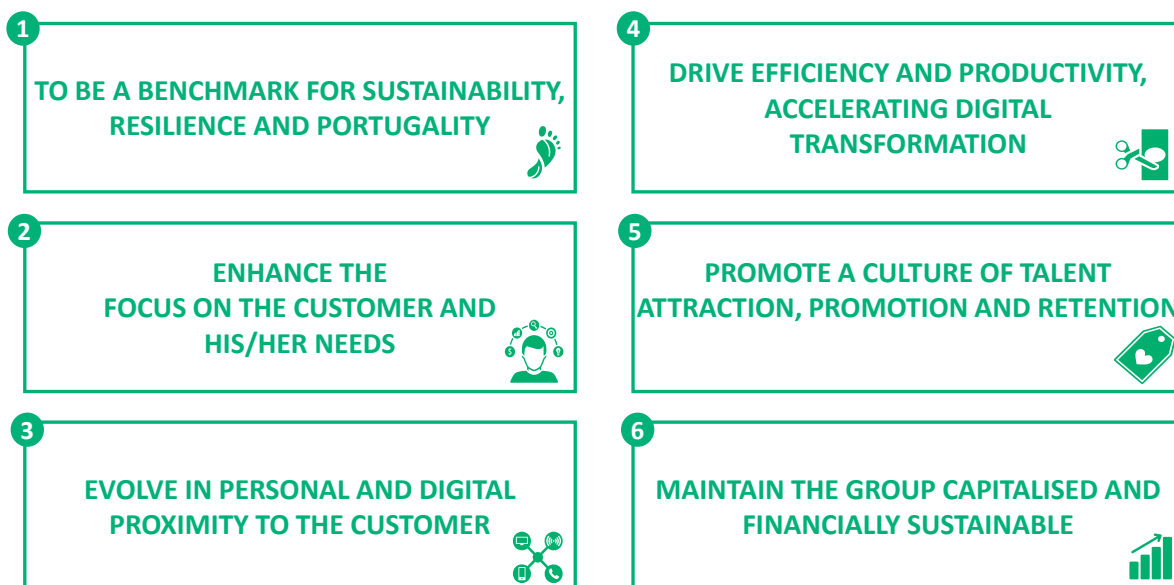 1
TO BE A BENCHMARK FOR SUSTAINABILITY,
RESILIENCE AND PORTUGALITY
2
ENHANCE THE
FOCUS ON THE CUSTOMER AND
HIS/HER NEEDS
3
EVOLVE IN PERSONAL AND DIGITAL
PROXIMITY TO THE CUSTOMER
4
DRIVE EFFICIENCY AND PRODUCTIVITY,
ACCELERATING DIGITAL
TRANSFORMATION
5
PROMOTE A CULTURE OF TALENT
ATTRACTION, PROMOTION AND RETENTION
6
MAINTAIN THE GROUP CAPITALISED AND
FINANCIALLY SUSTAINABLE